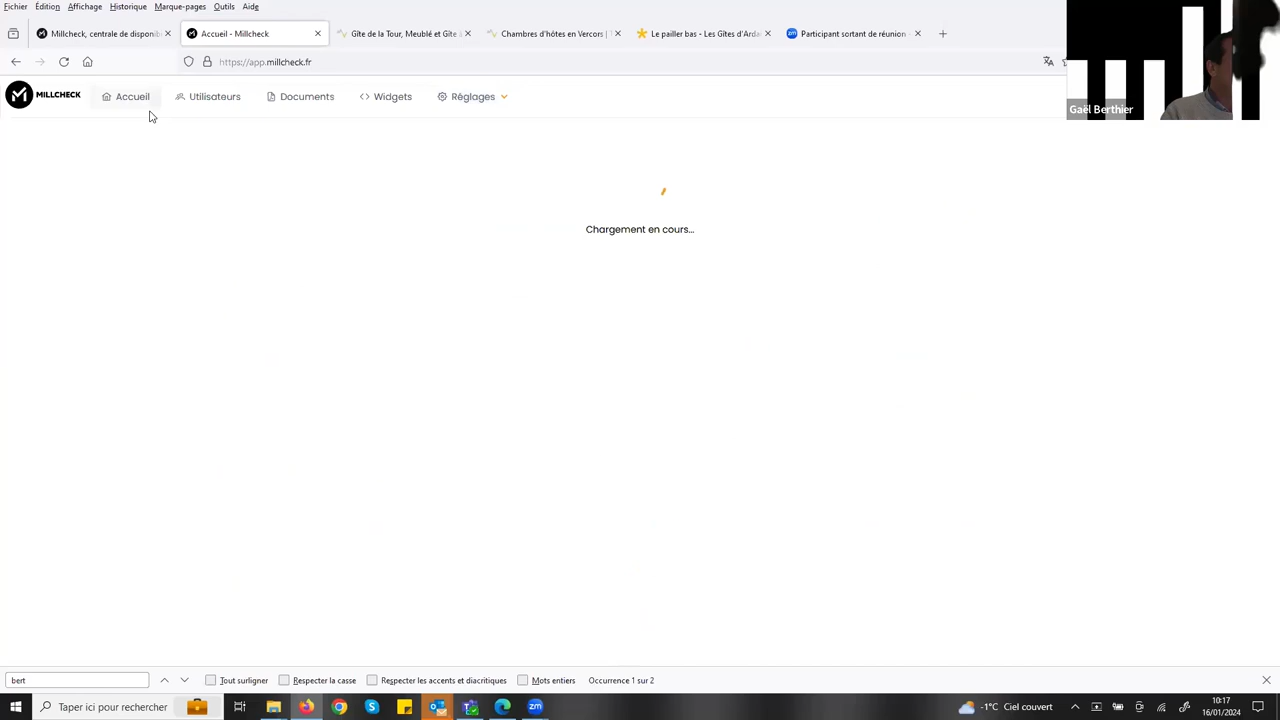 Fichier Édition Affichage Historique Marque-pages Outils Aide
Millcheck, centrale de disponib
Accueil - Millcheck
Gîte de la Tour, Meublé et Gîte à
Chambres d'hôtes en Vercors |
Le pailler bas - Les Gîtes d'Arda
Participant sortant de réunion -
https://app.millcheck.fr
MILLCHECK Accueil Utilisateurs Documents Widgets Réglages
Gaël Berthier
Chargement en cours...
bert Tout surligner Respecter la casse Respecter les accents et diacritiques Mots entiers Occurrence 1 sur 2
Taper ici pour rechercher
-1°C Ciel couvert
10:17
16/01/2024